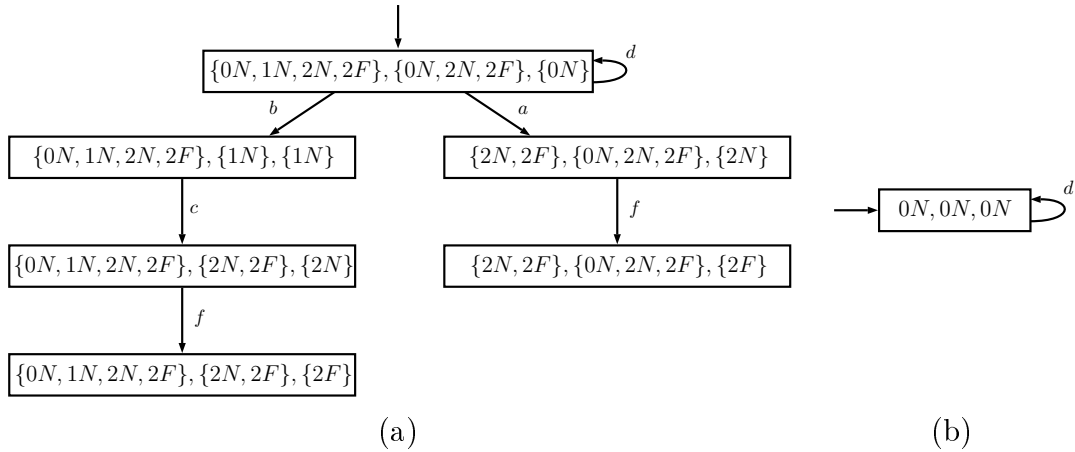 {0N, 1N, 2N, 2F}, {0N, 2N, 2F}, {0N}
d
b
a
{0N, 1N, 2N, 2F}, {1N}, {1N}
{2N, 2F}, {0N, 2N, 2F}, {2N}
d
0N, 0N, 0N
c
f
{0N, 1N, 2N, 2F}, {2N, 2F}, {2N}
{2N, 2F}, {0N, 2N, 2F}, {2F}
f
{0N, 1N, 2N, 2F}, {2N, 2F}, {2F}
(a)
(b)